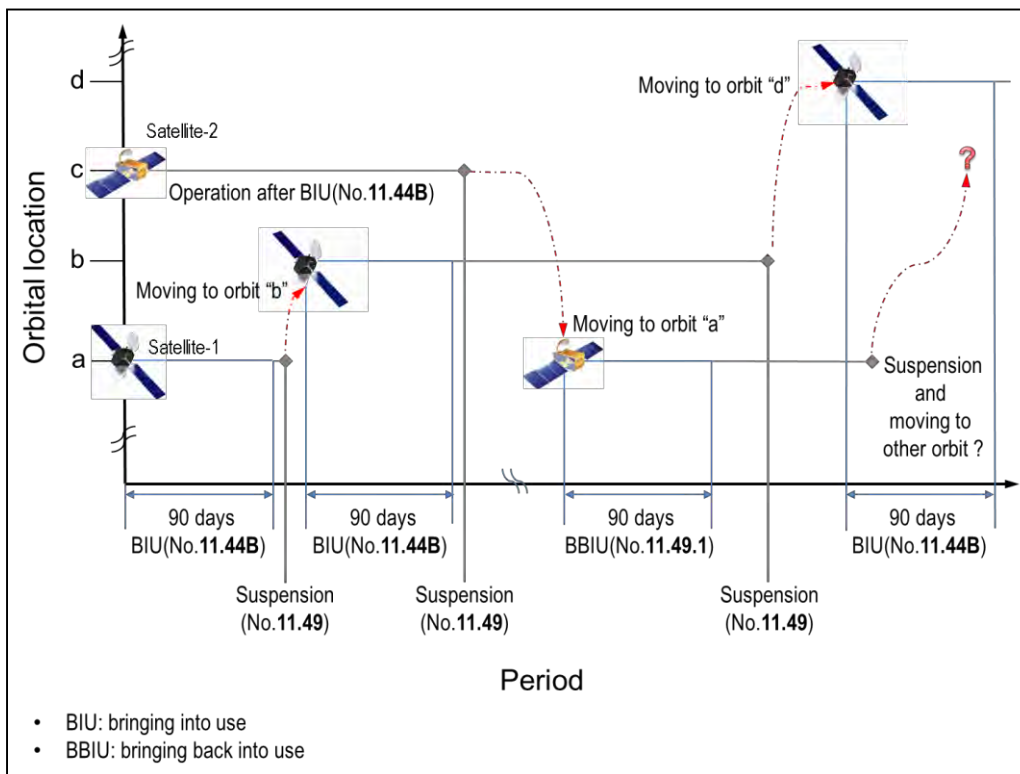 d
Moving to orbit “d”
Satellite-2
c
Operation after BIU(No.11.44B)
?
b
Moving to orbit “b”
Moving to orbit “a”
Satellite-1
a
Suspension
and
moving to
other orbit ?
Orbital location
90 days
BIU(No.11.44B)
90 days
BIU(No.11.44B)
90 days
BBIU(No.11.49.1)
90 days
BIU(No.11.44B)
Suspension
(No.11.49)
Suspension
(No.11.49)
Suspension
(No.11.49)
Period
• BIU: bringing into use
• BBIU: bringing back into use